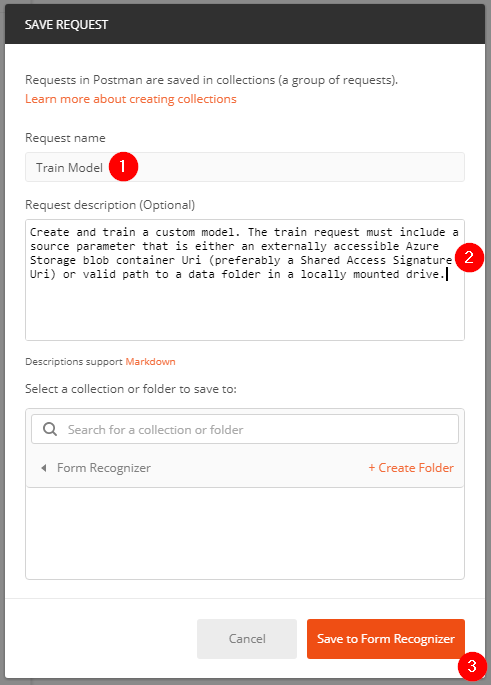 SAVE REQUEST
Requests in Postman are saved in collections (a group of requests).
Learn more about creating collections
Request name
Train Model 1
Request description (Optional)
Create and train a custom model. The train request must include a
source parameter that is either an externally accessible Azure
Storage blob container Uri (preferably a Shared Access Signature 2
Uri) or valid path to a data folder in a locally mounted drive.
Descriptions support Markdown
Select a collection or folder to save to:
Search for a collection or folder
Form Recognizer + Create Folder
Cancel Save to Form Recognizer
3